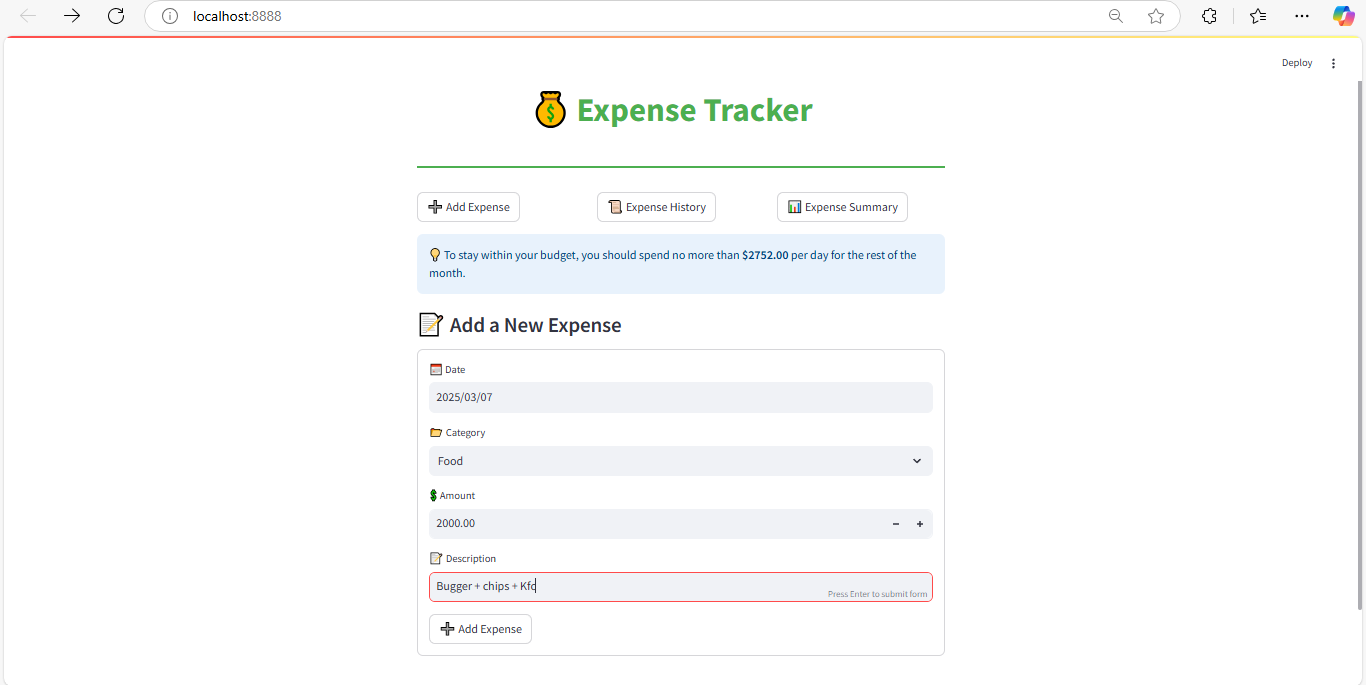 localhost:8888
Deploy
Expense Tracker
Add Expense
Expense History
Expense Summary
To stay within your budget, you should spend no more than $2752.00 per day for the rest of the
month.
Add a New Expense
Date
2025/03/07
Category
Food
Amount
2000.00
Description
Bugger + chips + Kfc
Press Enter to submit form
Add Expense